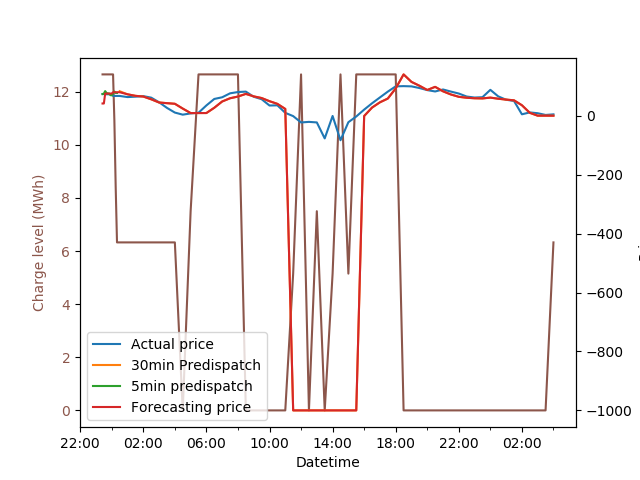 12
10
8
6
4
2
0
Charge level (MWh)
0
−200
−400
−600
−800
−1000
Actual price
30min Predispatch
5min predispatch
Forecasting price
22:00 02:00 06:00 10:00 14:00 18:00 22:00 02:00
Datetime